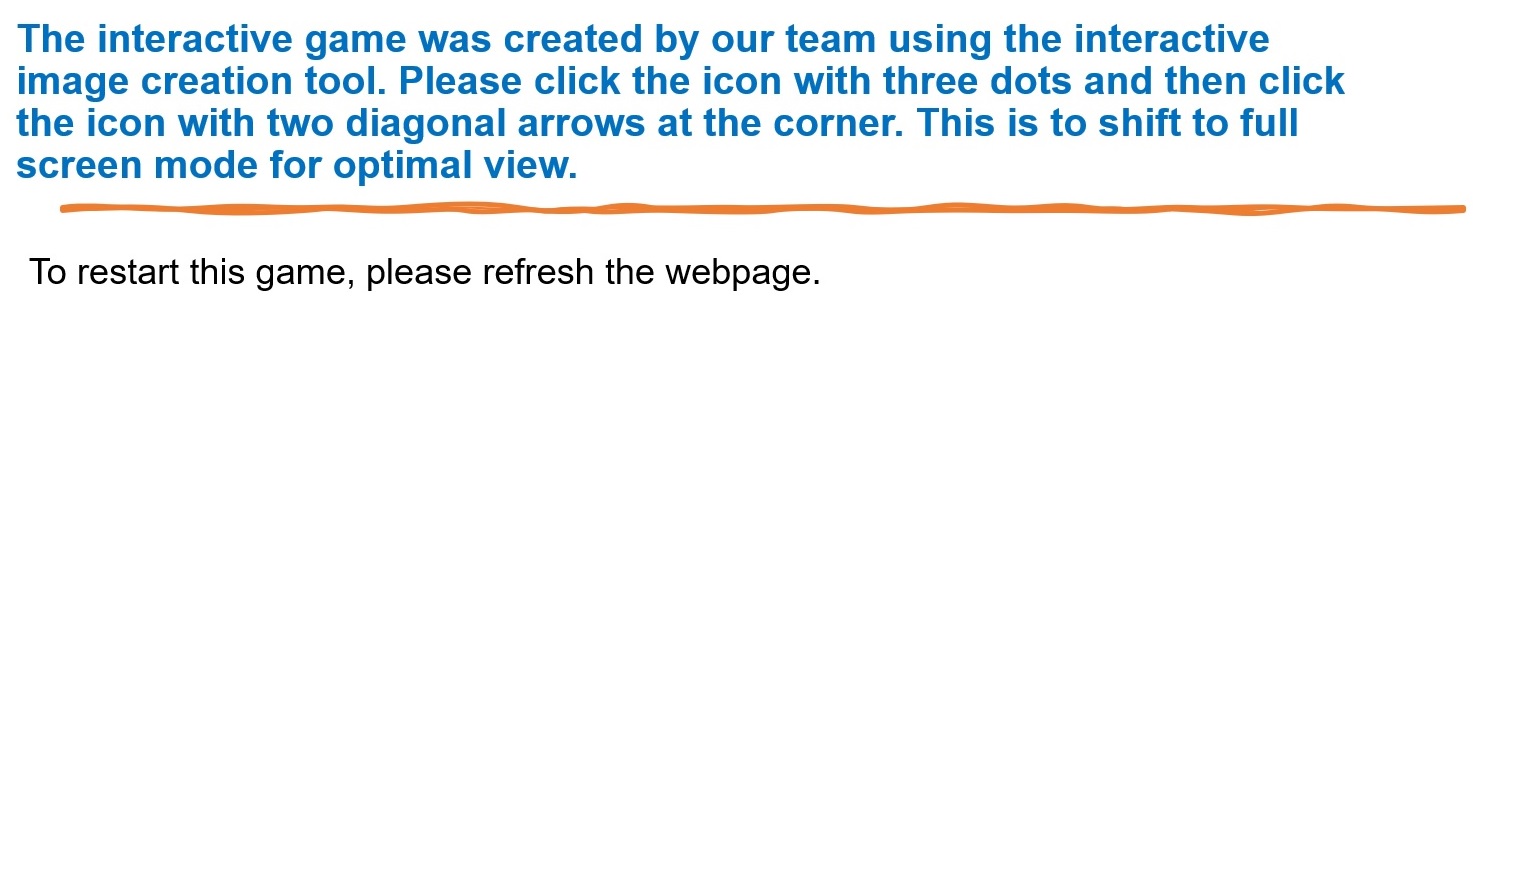 The interactive game was created by our team using the interactive
image creation tool. Please click the icon with three dots and then click
the icon with two diagonal arrows at the corner. This is to shift to full
screen mode for optimal view.
To restart this game, please refresh the webpage.